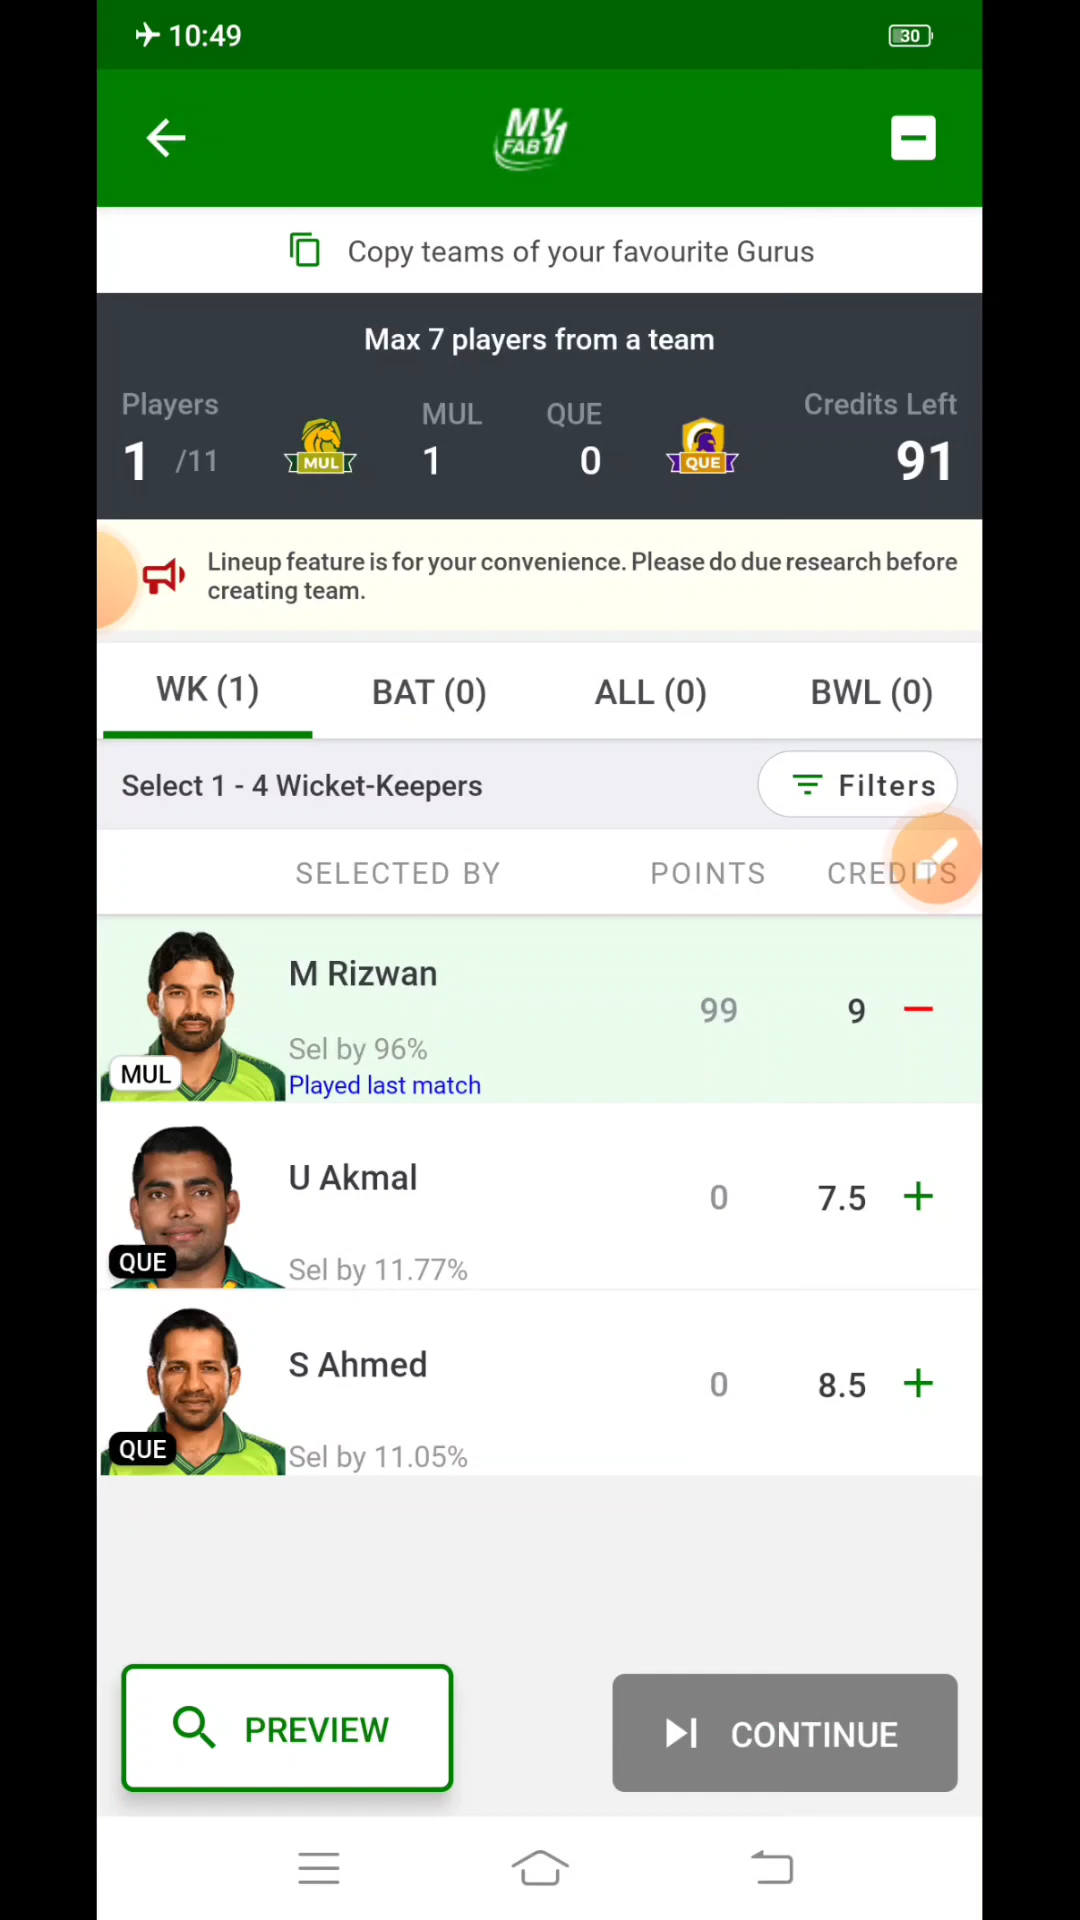 10:49
30
MY
FAB11
Copy teams of your favourite Gurus
Max 7 players from a team
Players
MUL
QUE
Credits Left
1 /11
MUL
1
0
QUE
91
Lineup feature is for your convenience. Please do due research before
creating team.
WK (1)
BAT (0)
ALL (0)
BWL (0)
Select 1 - 4 Wicket-Keepers
Filters
SELECTED BY
POINTS
CREDITS
M Rizwan
99
9
Sel by 96%
MUL
Played last match
U Akmal
0
7.5
QUE
Sel by 11.77%
S Ahmed
0
8.5
QUE
Sel by 11.05%
PREVIEW
CONTINUE